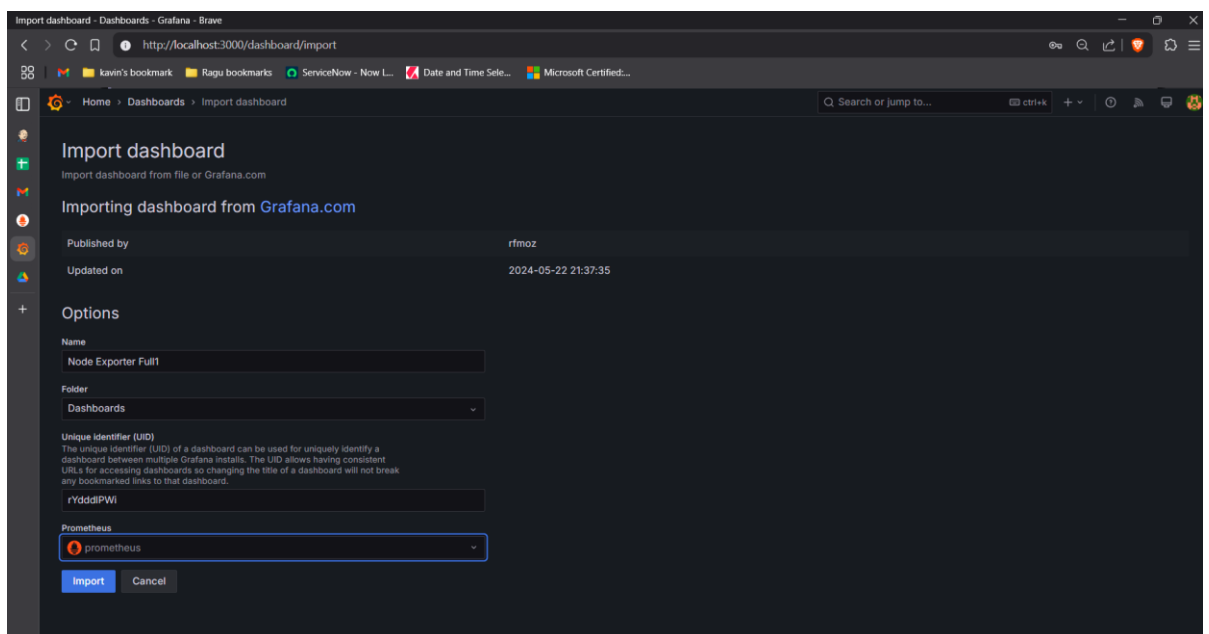 Import dashboard - Dashboards - Grafana - Brave
http://localhost:3000/dashboard/import
kavin's bookmark Ragu bookmarks ServiceNow - Now L... Date and Time Sele... Microsoft Certified:...
Home › Dashboards › Import dashboard Search or jump to... ctrl+k
Import dashboard
Import dashboard from file or Grafana.com
Importing dashboard from Grafana.com
Published by rfmoz
Updated on 2024-05-22 21:37:35
Options
Name
Node Exporter Full1
Folder
Dashboards
Unique identifier (UID)
The unique identifier (UID) of a dashboard can be used for uniquely identify a
dashboard between multiple Grafana installs. The UID allows having consistent
URLs for accessing dashboards so changing the title of a dashboard will not break
any bookmarked links to that dashboard.
rYdddlPWi
Prometheus
prometheus
Import Cancel